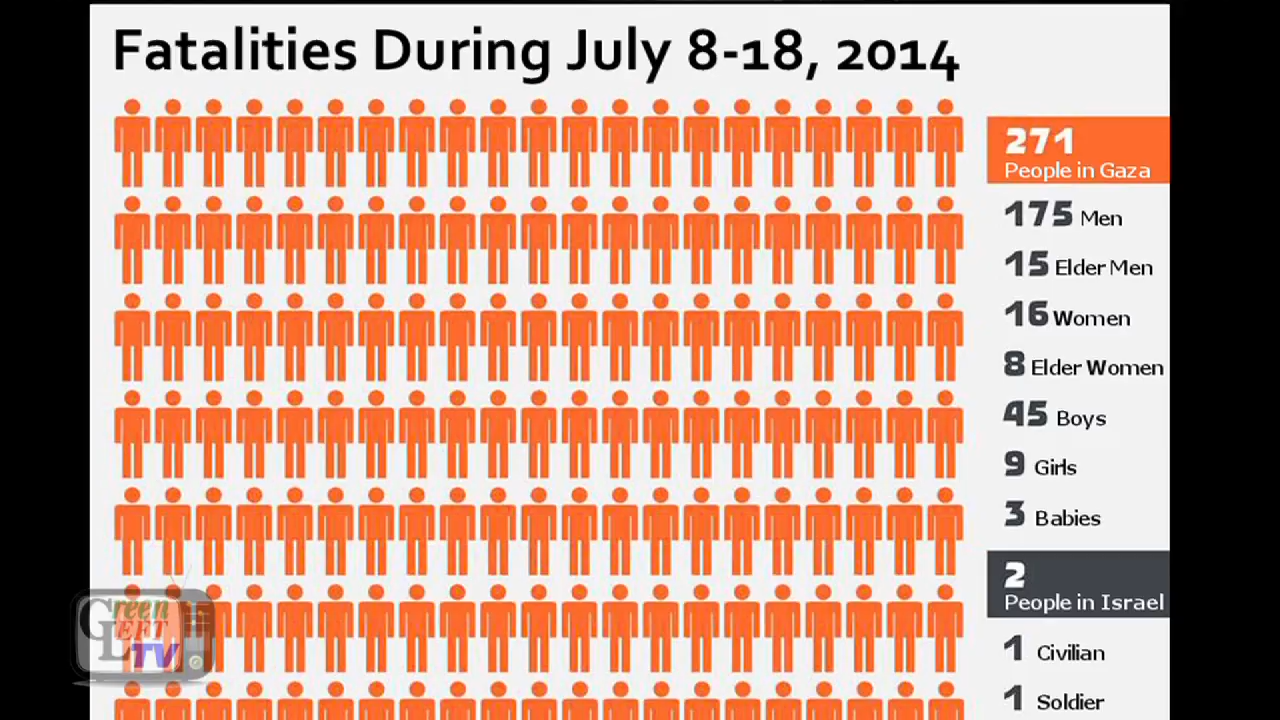 Fatalities During July 8-18, 2014
271
People in Gaza
175 Men
15 Elder Men
16 Women
8 Elder Women
45 Boys
9 Girls
3 Babies
2
People in Israel
1 Civilian
1 Soldier
Green
LEFT
TV